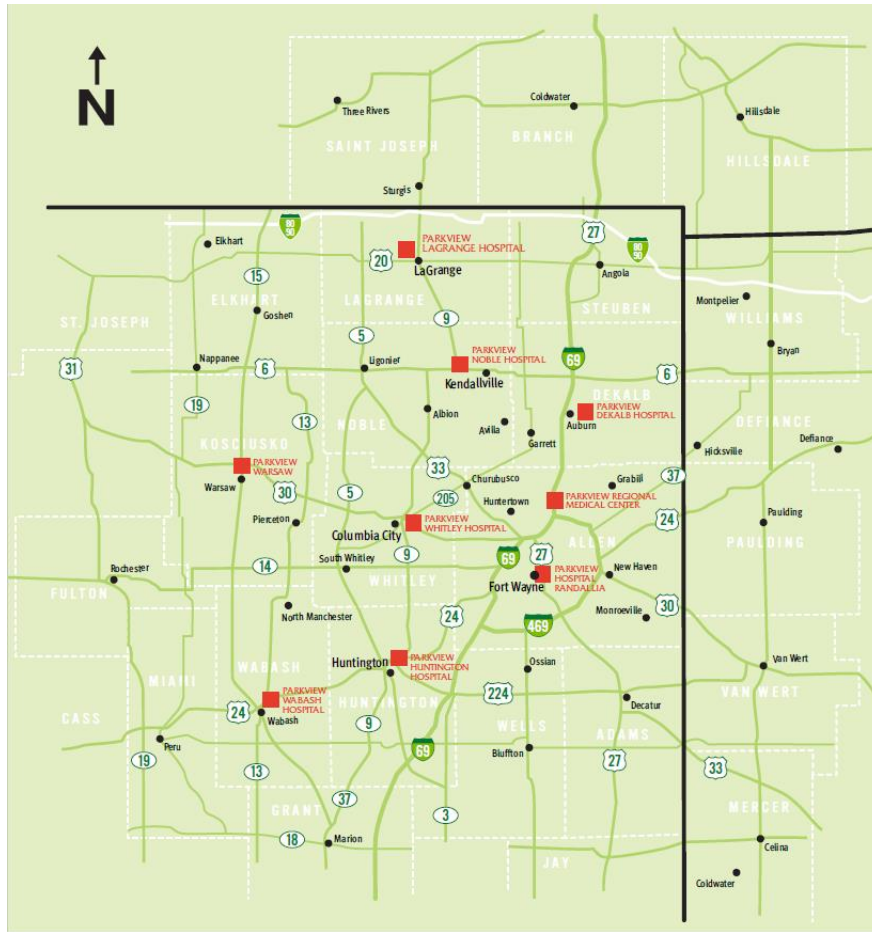 N
Three Rivers
Coldwater
Hillsdale
SAINT JOSEPH
BRANCH
HILLSDALE
Sturgis
80
90
Elkhart
PARKVIEW
LAGRANGE HOSPITAL
27
80
90
20
LaGrange
Angola
15
ELKHART
LAGRANGE
STEUBEN
Montpelier
WILLIAMS
Goshen
9
ST. JOSEPH
5
Bryan
31
Nappanee
6
Ligonier
PARKVIEW
NOBLE HOSPITAL
69
6
Kendallville
DEKALB
19
13
Albion
PARKVIEW
DEKALB HOSPITAL
Auburn
NOBLE
Avilla
Garrett
DEFIANCE
KOSCIUSKO
Hicksville
Defiance
PARKVIEW
WARSAW
33
37
Warsaw
30
5
Churubusco
Grabill
205
Huntertown
PARKVIEW REGIONAL
MEDICAL CENTER
24
Pierceton
Columbia City
PARKVIEW
WHITLEY HOSPITAL
Paulding
ALLEN
PAULDING
9
69
27
14
South Whitley
WHITLEY
Fort Wayne
PARKVIEW
HOSPITAL
RANDALLIA
New Haven
Rochester
FULTON
North Manchester
24
469
Monroeville
30
WABASH
Huntington
PARKVIEW
HUNTINGTON
HOSPITAL
Ossian
Van Wert
MIAMI
PARKVIEW
WABASH
HOSPITAL
HUNTINGTON
224
Decatur
VAN WERT
CASS
24
Wabash
9
WELLS
ADAMS
Peru
69
Bluffton
19
13
27
33
37
GRANT
3
MERCER
18
Marion
Celina
JAY
Coldwater